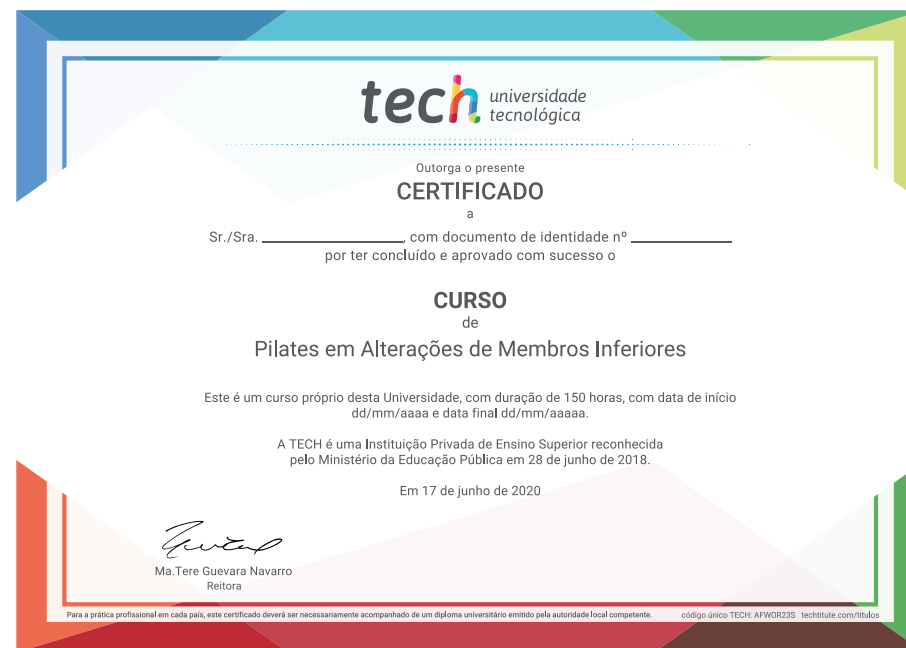 tech universidade
tecnológica
Outorga o presente
CERTIFICADO
a
Sr./Sra. ____________, com documento de identidade nº ____________
por ter concluído e aprovado com sucesso o
CURSO
de
Pilates em Alterações de Membros Inferiores
Este é um curso próprio desta Universidade, com duração de 150 horas, com data de início
dd/mm/aaaa e data final dd/mm/aaaaa.
A TECH é uma Instituição Privada de Ensino Superior reconhecida
pelo Ministério da Educação Pública em 28 de junho de 2018.
Em 17 de junho de 2020
Ma.Tere Guevara Navarro
Reitora
Para a prática profissional em cada país, este certificado deverá ser necessariamente acompanhado de um diploma universitário emitido pela autoridade local competente. código único TECH: AFWOR23S techtitute.com/titulos